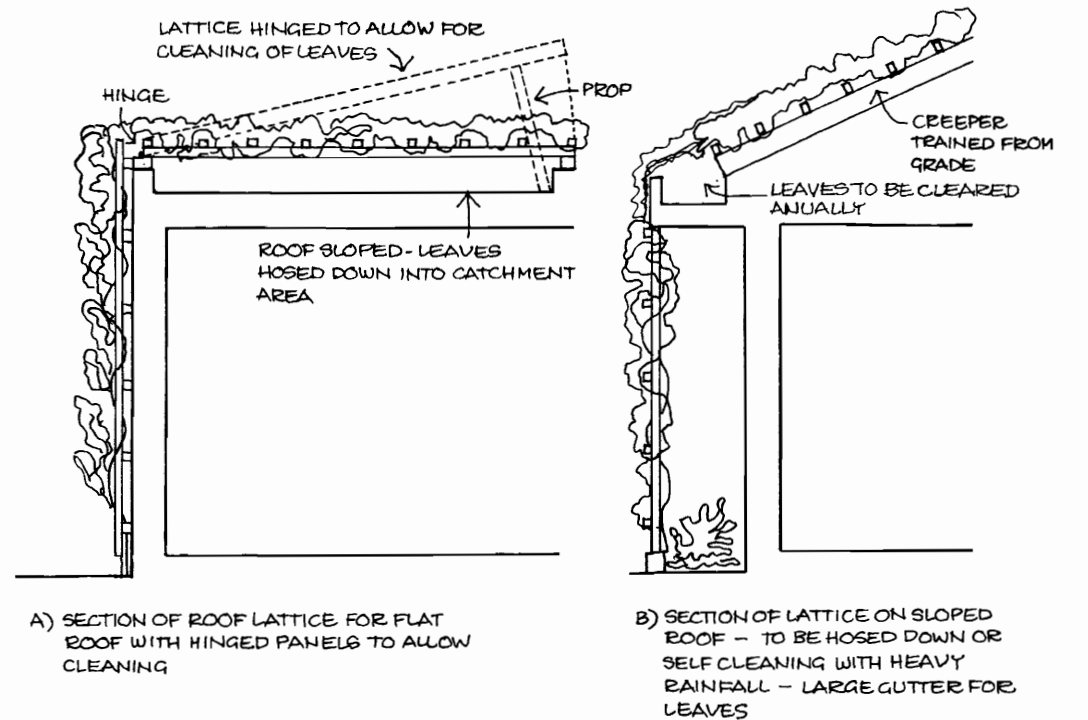 LATTICE HINGED TO ALLOW FOR
CLEANING OF LEAVES
HINGE
PROP
ROOF SLOPED - LEAVES
HOSED DOWN INTO CATCHMENT
AREA
CREEPER
TRAINED FROM
GRADE
LEAVES TO BE CLEARED
ANUALLY
A) SECTION OF ROOF LATTICE FOR FLAT
ROOF WITH HINGED PANELS TO ALLOW
CLEANING
B) SECTION OF LATTICE ON SLOPED
ROOF - TO BE HOSED DOWN OR
SELF CLEANING WITH HEAVY
RAINFALL - LARGE GUTTER FOR
LEAVES